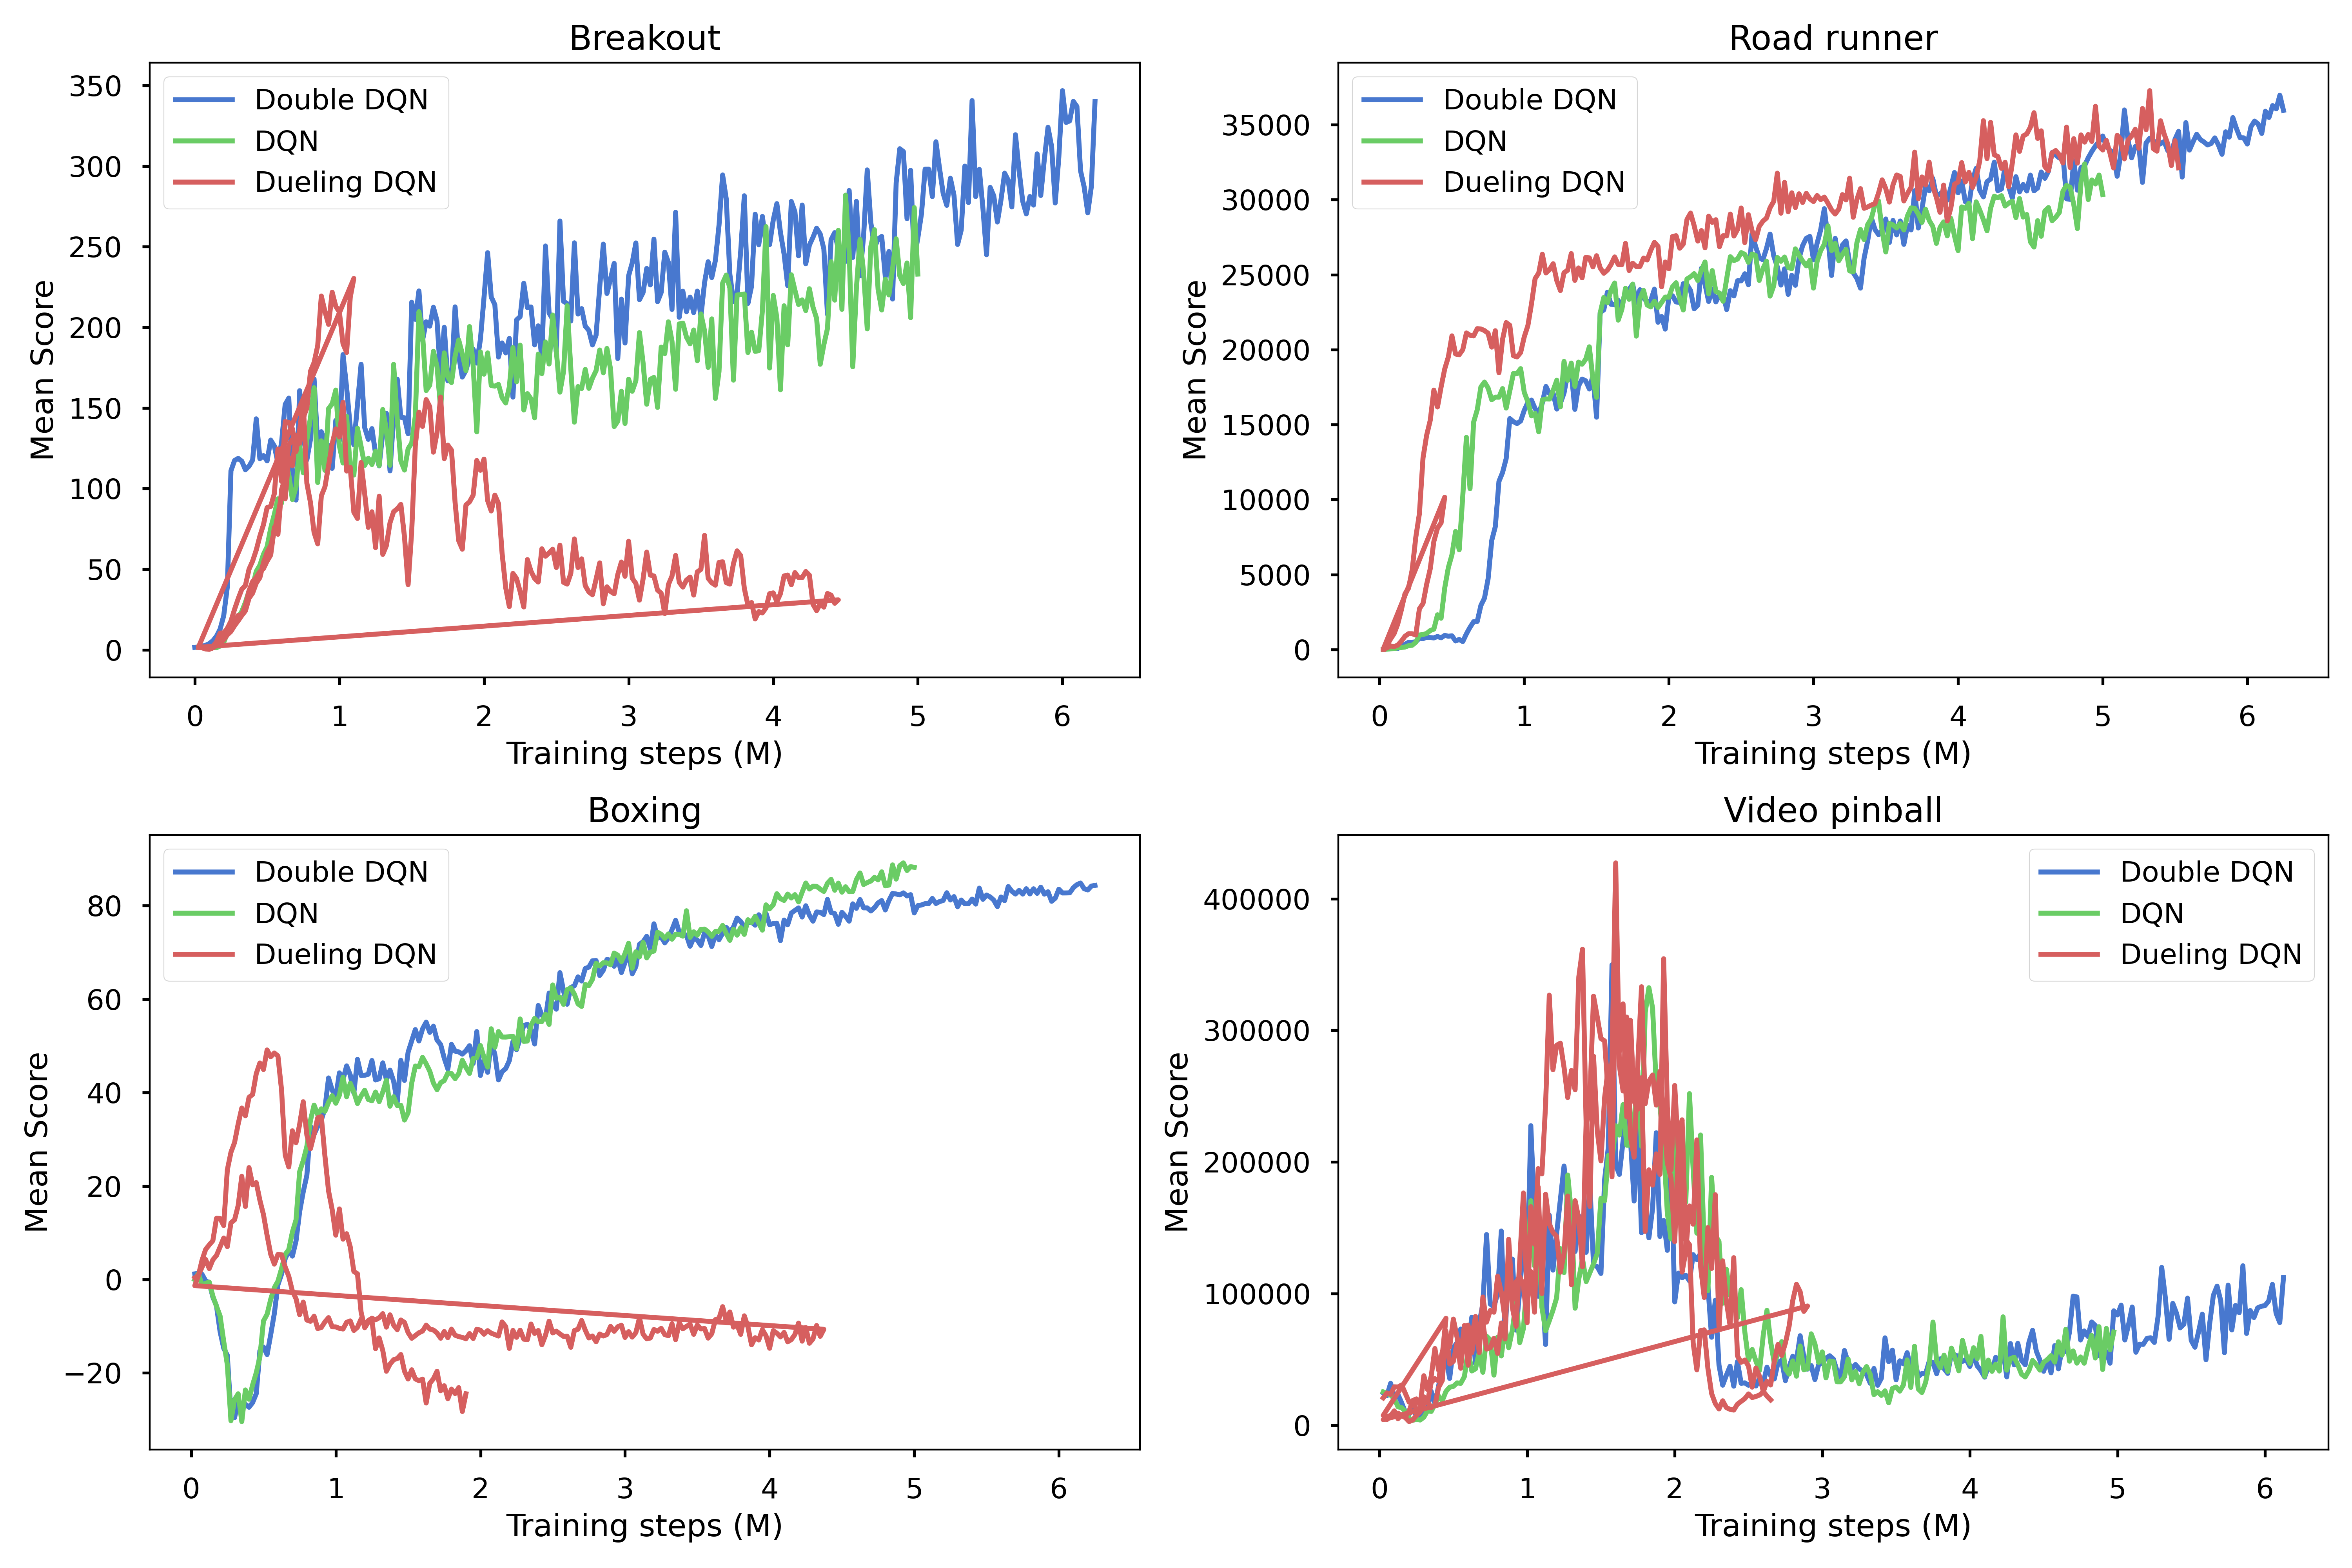 Breakout
Mean Score
350
300
250
200
150
100
50
0
Double DQN
DQN
Dueling DQN
0 1 2 3 4 5 6
Training steps (M)
Road runner
Mean Score
35000
30000
25000
20000
15000
10000
5000
0
Double DQN
DQN
Dueling DQN
0 1 2 3 4 5 6
Training steps (M)
Boxing
Mean Score
80
60
40
20
0
−20
Double DQN
DQN
Dueling DQN
0 1 2 3 4 5 6
Training steps (M)
Video pinball
Mean Score
400000
300000
200000
100000
0
Double DQN
DQN
Dueling DQN
0 1 2 3 4 5 6
Training steps (M)